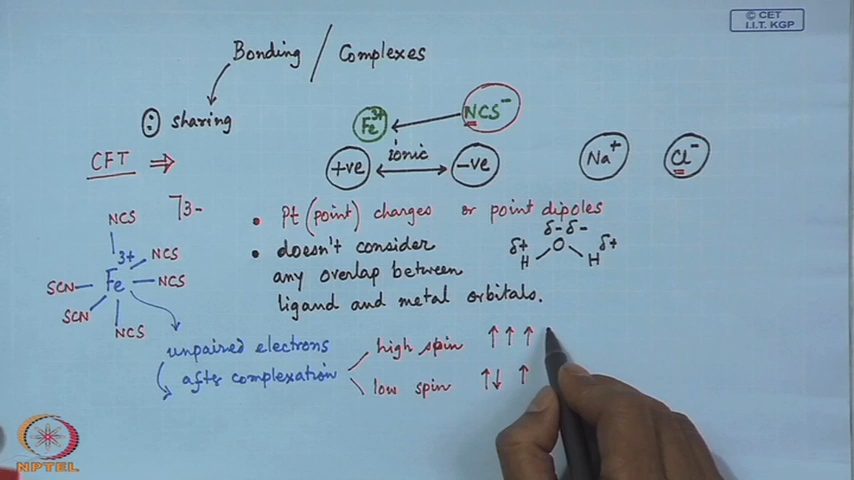 © CET
I.I.T. KGP
Bonding / Complexes
: sharing
Fe3+ NCS-
CFT ⇒
+ve ionic -ve
Na+ Cl-
NCS ]3-
NCS
3+
SCN Fe NCS
SCN
NCS
• Pt (point) charges or point dipoles
• doesn't consider
any overlap between
ligand and metal orbitals.
δ- δ-
δ+ O δ+
H H
unpaired electrons
after complexation
high spin ↑ ↑ ↑
low spin ↑↓ ↑
NPTEL